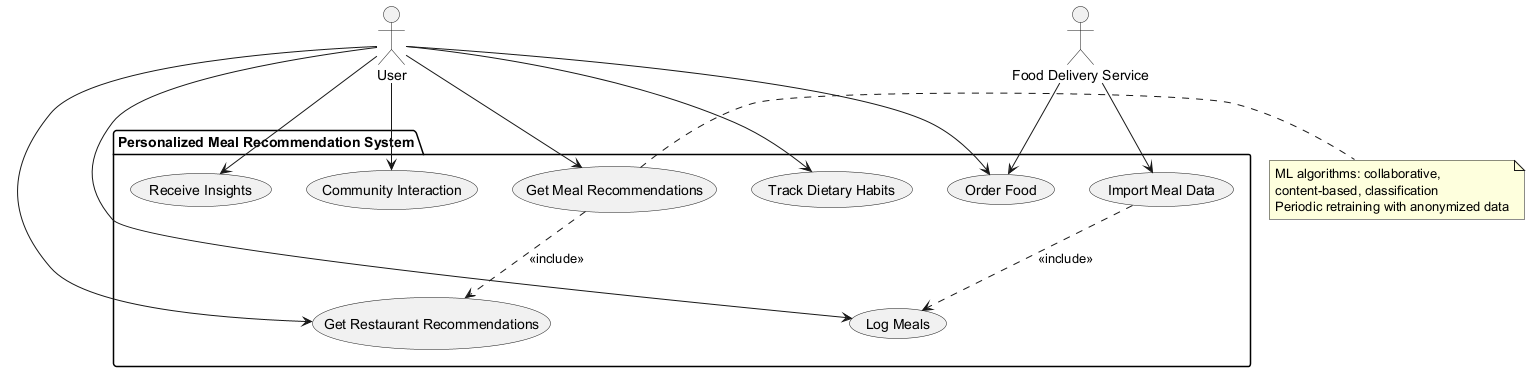 User
Food Delivery Service
Personalized Meal Recommendation System
Receive Insights
Community Interaction
Get Meal Recommendations
Track Dietary Habits
Order Food
Import Meal Data
ML algorithms: collaborative,
content-based, classification
Periodic retraining with anonymized data
«include»
«include»
Get Restaurant Recommendations
Log Meals